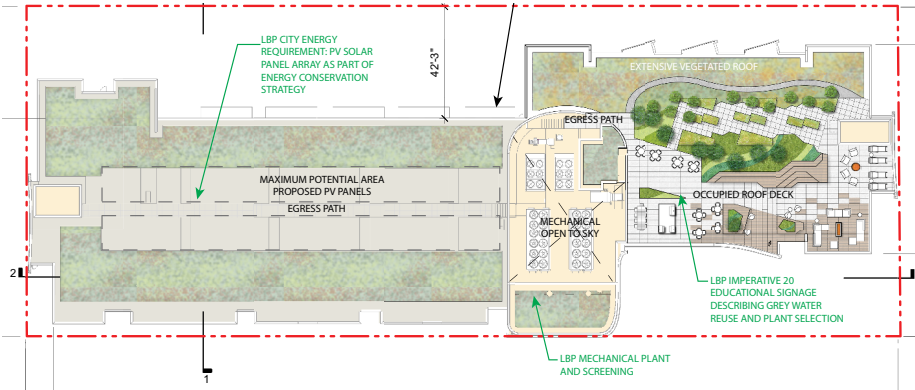 LBP CITY ENERGY
REQUIREMENT: PV SOLAR
PANEL ARRAY AS PART OF
ENERGY CONSERVATION
STRATEGY
42'-3"
EXTENSIVE VEGETATED ROOF
EGRESS PATH
MAXIMUM POTENTIAL AREA
PROPOSED PV PANELS
EGRESS PATH
OCCUPIED ROOF DECK
MECHANICAL
OPEN TO SKY
2
LBP IMPERATIVE 20
EDUCATIONAL SIGNAGE
DESCRIBING GREY WATER
REUSE AND PLANT SELECTION
LBP MECHANICAL PLANT
AND SCREENING
1